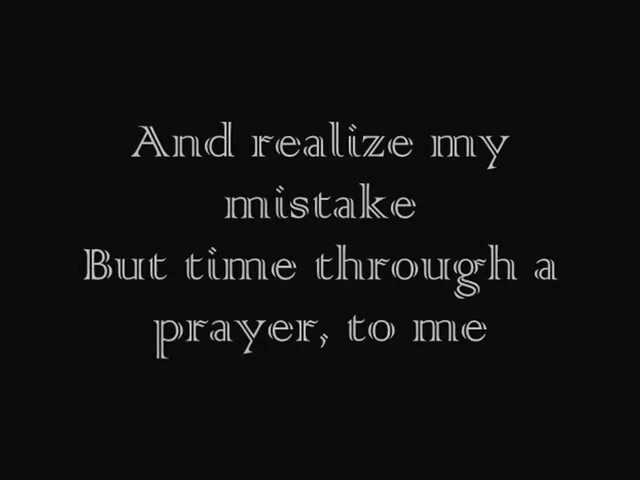 And realize my
mistake
But time through a
prayer, to me